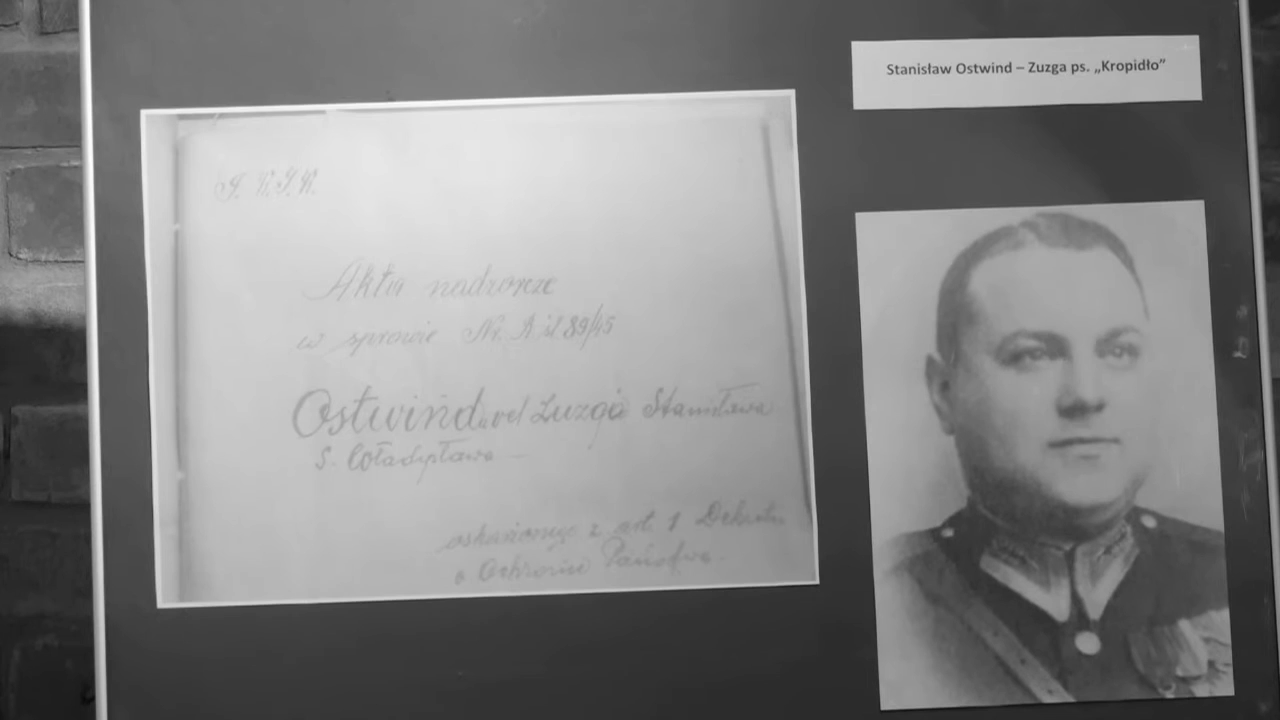 Stanisław Ostwind – Zuzga ps. „Kropidło”
Akta nadzorcze
w sprawie Nr. 89/45
Ostwind vel Zuzga Stanisława
s. Władysława
oskarżonego z art. 1 Dekretu
o Ochronie Państwa